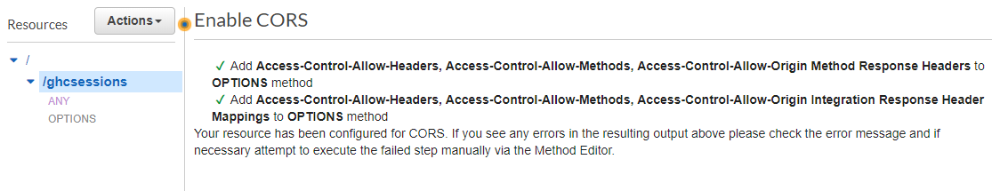 Resources
Actions
Enable CORS
/
/ghcsessions
ANY
OPTIONS
✓ Add Access-Control-Allow-Headers, Access-Control-Allow-Methods, Access-Control-Allow-Origin Method Response Headers to
OPTIONS method
✓ Add Access-Control-Allow-Headers, Access-Control-Allow-Methods, Access-Control-Allow-Origin Integration Response Header
Mappings to OPTIONS method
Your resource has been configured for CORS. If you see any errors in the resulting output above please check the error message and if
necessary attempt to execute the failed step manually via the Method Editor.